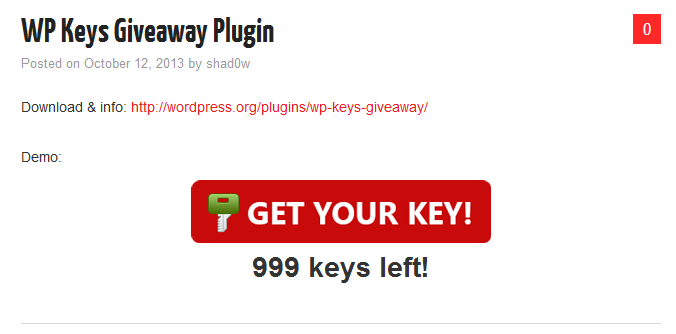 WP Keys Giveaway Plugin
0
Posted on October 12, 2013 by shad0w
Download & info: http://wordpress.org/plugins/wp-keys-giveaway/
Demo:
GET YOUR KEY!
999 keys left!